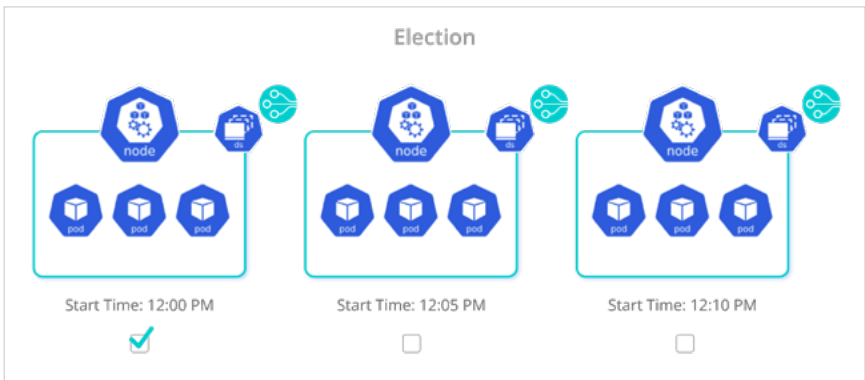 Election
node
ds
node
ds
node
ds
pod
pod
pod
pod
pod
pod
pod
pod
pod
Start Time: 12:00 PM
Start Time: 12:05 PM
Start Time: 12:10 PM